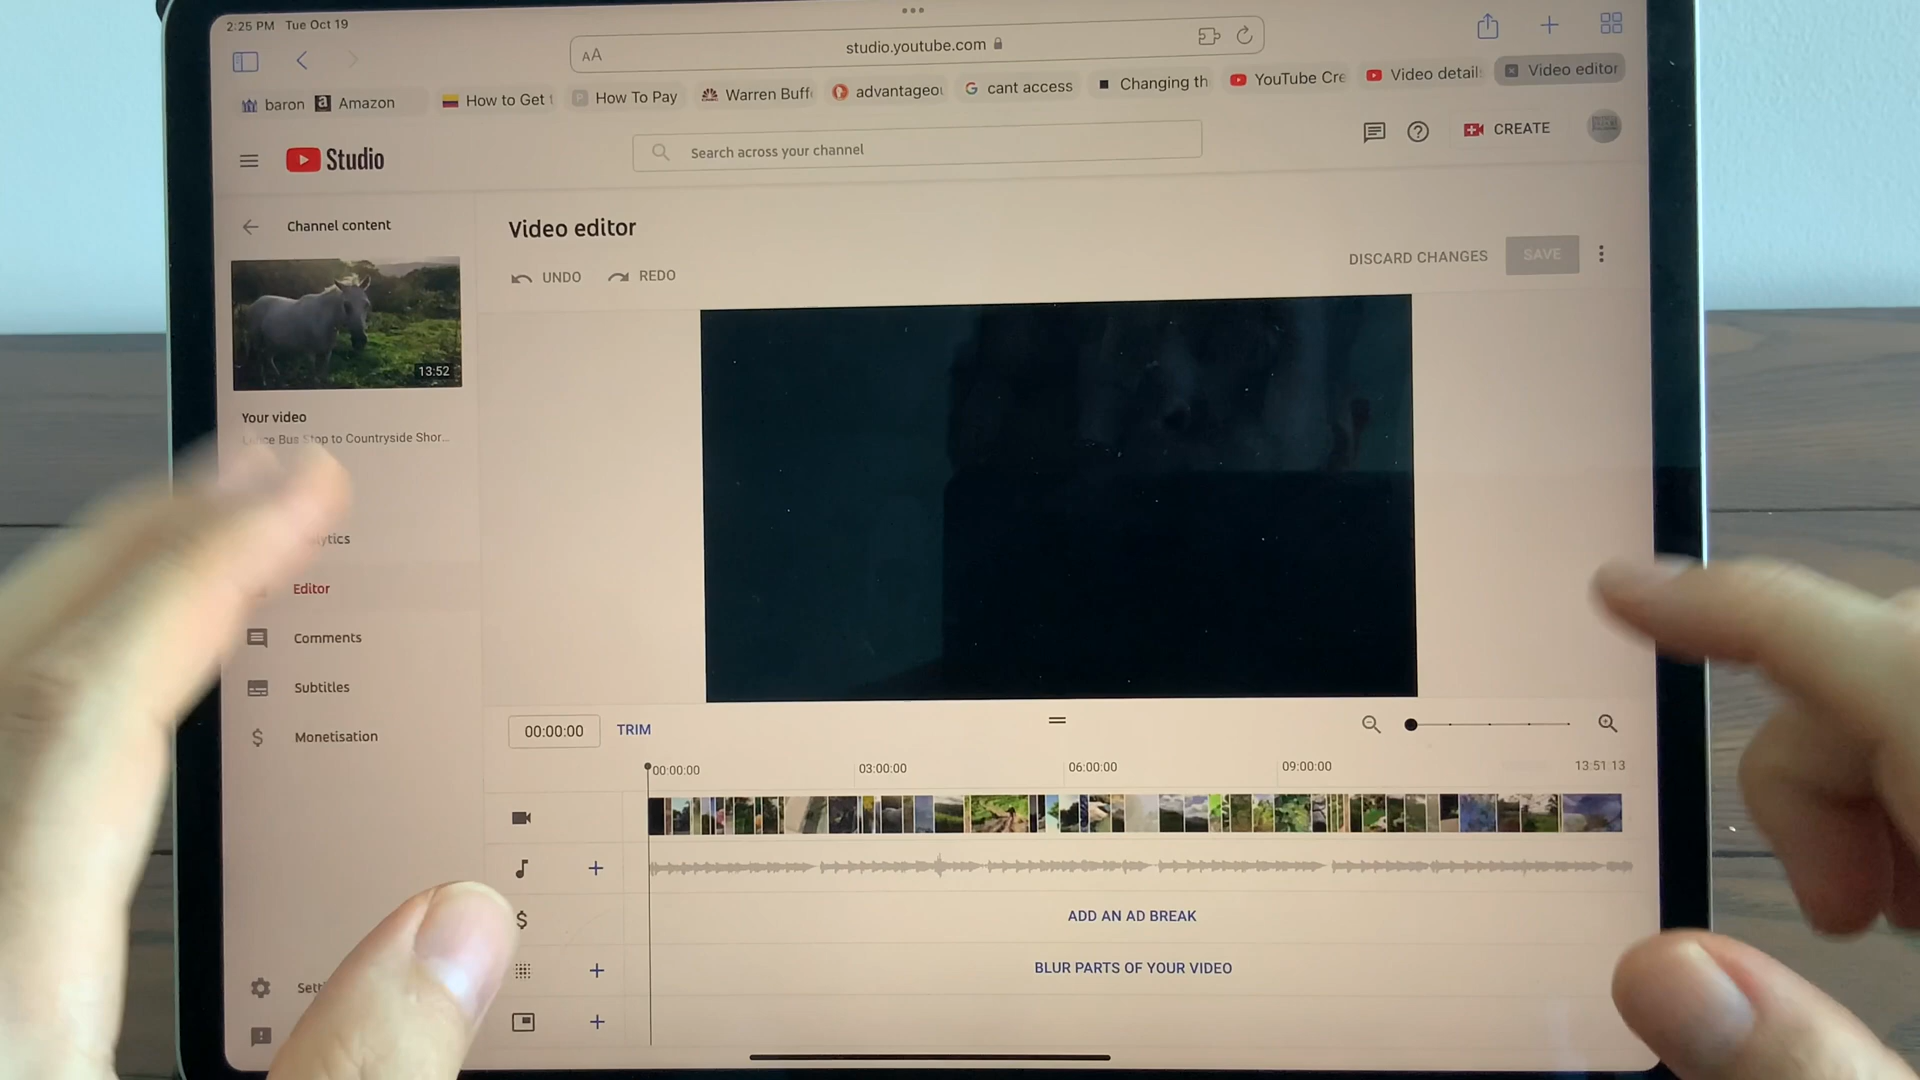 2:25 PM Tue Oct 19
AA studio.youtube.com
baron Amazon How to Get How To Pay Warren Buff advantageou cant access Changing th YouTube Cre Video detail Video editor
Studio
Search across your channel
CREATE
Channel content
Video editor
UNDO REDO
DISCARD CHANGES SAVE
13:52
Your video
Bus Stop to Countryside Shor...
lytics
Editor
Comments
Subtitles
Monetisation
00:00:00 TRIM
00:00:00 03:00:00 06:00:00 09:00:00 13:51:13
ADD AN AD BREAK
BLUR PARTS OF YOUR VIDEO
Sett